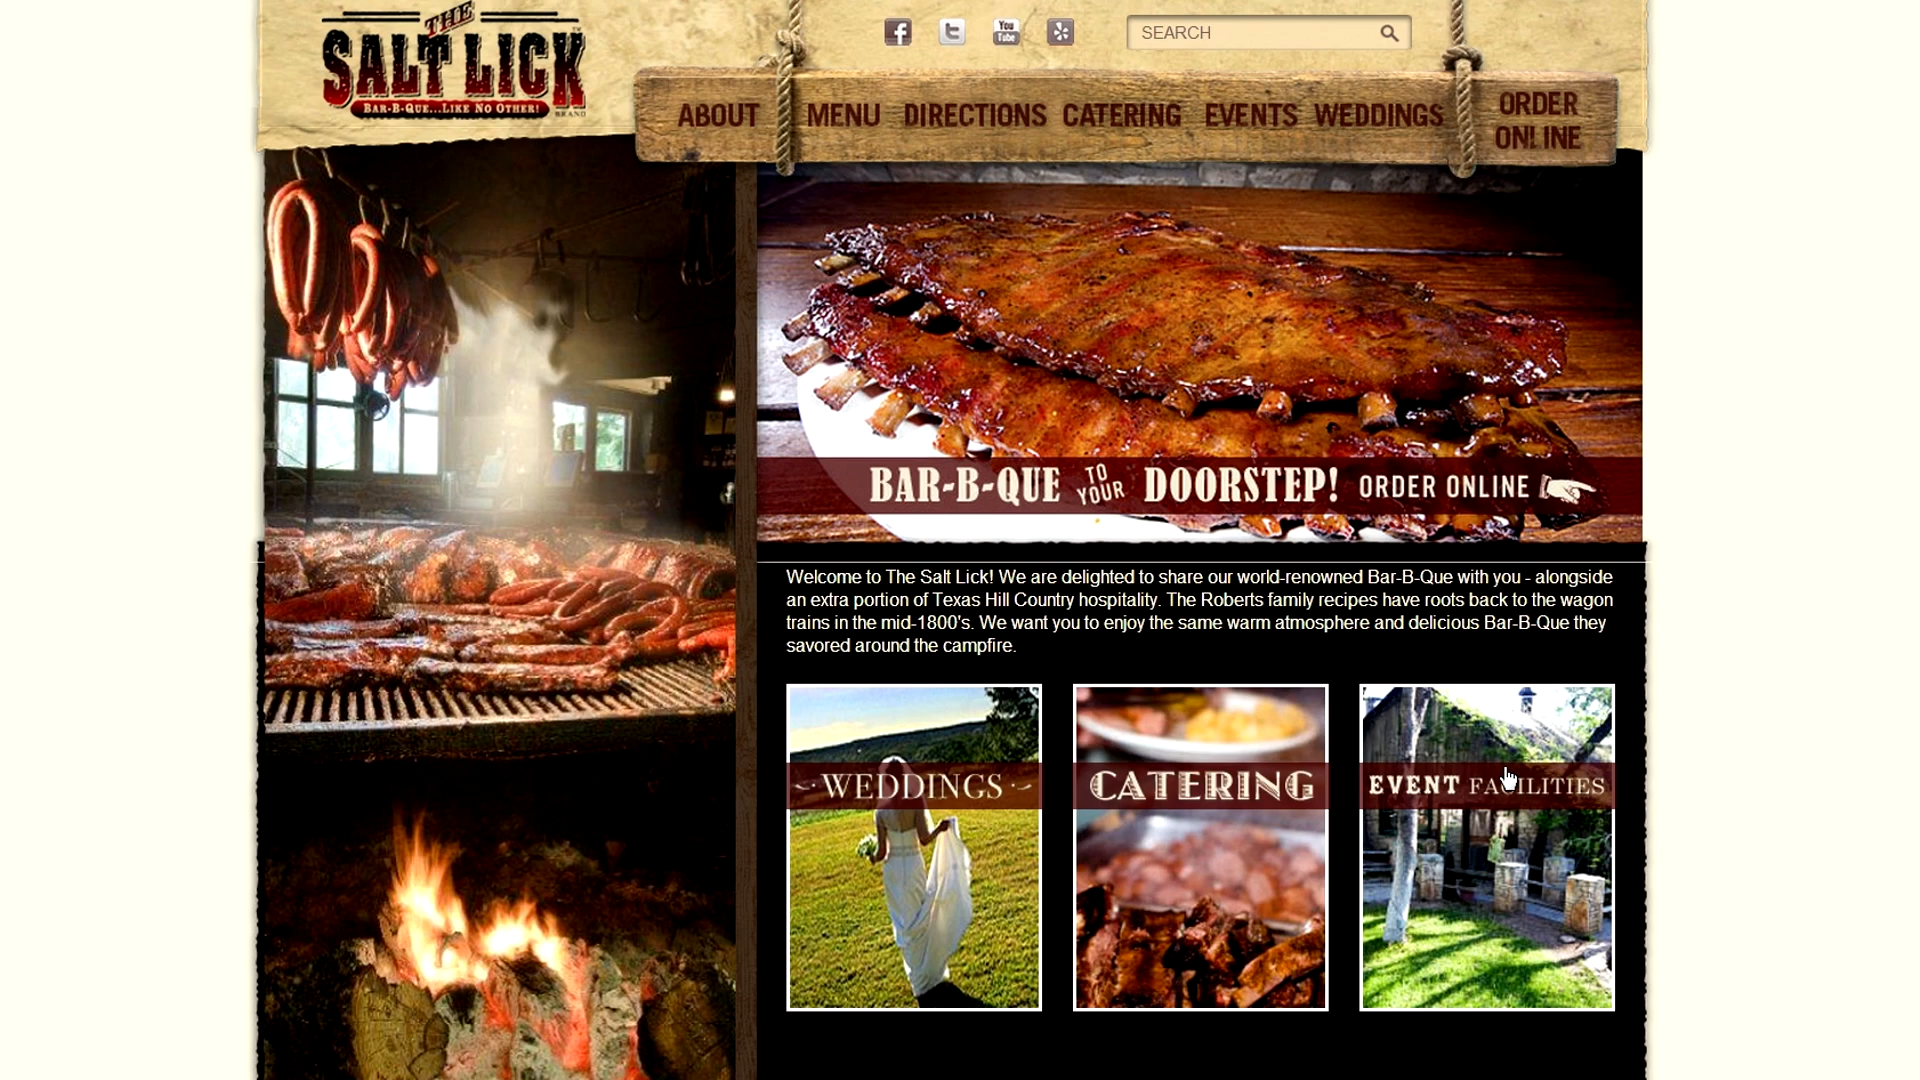 THE
SALT LICK
BAR-B-QUE...LIKE NO OTHER!
BRAND
You
Tube
SEARCH
ABOUT MENU DIRECTIONS CATERING EVENTS WEDDINGS ORDER
ONLINE
BAR-B-QUE TO YOUR DOORSTEP! ORDER ONLINE
Welcome to The Salt Lick! We are delighted to share our world-renowned Bar-B-Que with you - alongside
an extra portion of Texas Hill Country hospitality. The Roberts family recipes have roots back to the wagon
trains in the mid-1800's. We want you to enjoy the same warm atmosphere and delicious Bar-B-Que they
savored around the campfire.
WEDDINGS
CATERING
EVENT FACILITIES